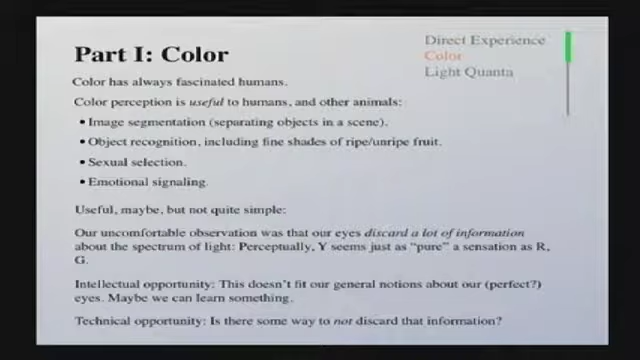 Direct Experience
Part I: Color
Color
Light Quanta
Color has always fascinated humans.
Color perception is useful to humans, and other animals:
• Image segmentation (separating objects in a scene).
• Object recognition, including fine shades of ripe/unripe fruit.
• Sexual selection.
• Emotional signaling.
Useful, maybe, but not quite simple:
Our uncomfortable observation was that our eyes discard a lot of information
about the spectrum of light: Perceptually, Y seems just as “pure” a sensation as R,
G.
Intellectual opportunity: This doesn’t fit our general notions about our (perfect?)
eyes. Maybe we can learn something.
Technical opportunity: Is there some way to not discard that information?